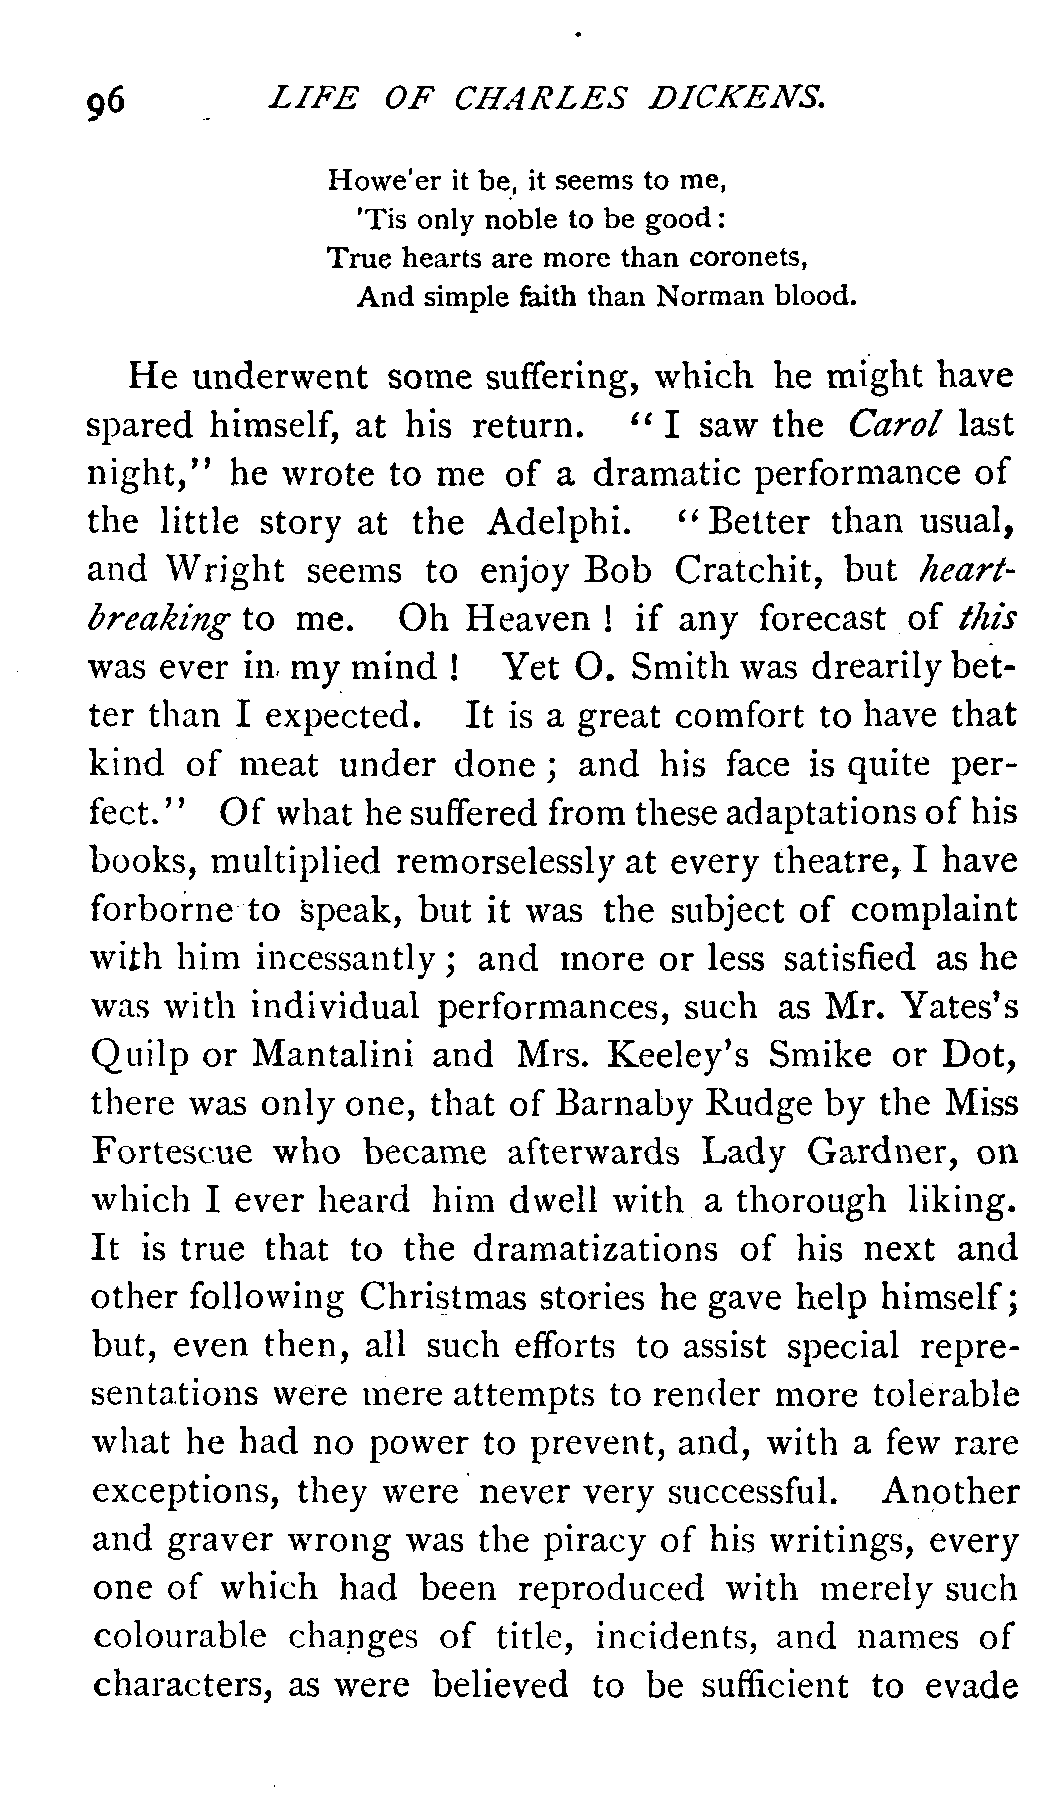 96 LIFE OF CHARLES DICKENS.
Howe'er it be, it seems to me,
'Tis only noble to be good:
True hearts are more than coronets,
And simple faith than Norman blood.
He underwent some suffering, which he might have
spared himself, at his return. “I saw the Carol last
night,” he wrote to me of a dramatic performance of
the little story at the Adelphi. “Better than usual,
and Wright seems to enjoy Bob Cratchit, but heart-
breaking to me. Oh Heaven! if any forecast of this
was ever in my mind! Yet O. Smith was drearily bet-
ter than I expected. It is a great comfort to have that
kind of meat under done; and his face is quite per-
fect.” Of what he suffered from these adaptations of his
books, multiplied remorselessly at every theatre, I have
forborne to speak, but it was the subject of complaint
with him incessantly; and more or less satisfied as he
was with individual performances, such as Mr. Yates's
Quilp or Mantalini and Mrs. Keeley's Smike or Dot,
there was only one, that of Barnaby Rudge by the Miss
Fortescue who became afterwards Lady Gardner, on
which I ever heard him dwell with a thorough liking.
It is true that to the dramatizations of his next and
other following Christmas stories he gave help himself;
but, even then, all such efforts to assist special repre-
sentations were mere attempts to render more tolerable
what he had no power to prevent, and, with a few rare
exceptions, they were never very successful. Another
and graver wrong was the piracy of his writings, every
one of which had been reproduced with merely such
colourable changes of title, incidents, and names of
characters, as were believed to be sufficient to evade